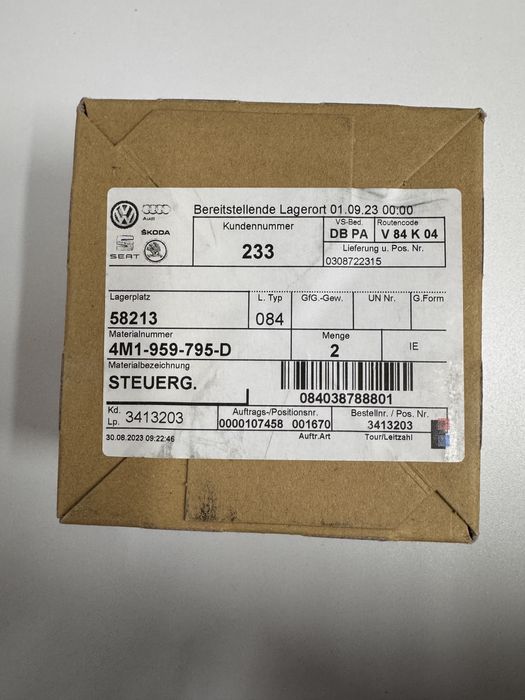 Audi
ŠKODA
SEAT
Bereitstellende Lagerort 01.09.23 00:00
Kundennummer
233
VS-Bed.
DB PA
Routencode
V 84 K 04
Lieferung u. Pos. Nr.
0308722315
Lagerplatz
58213
L. Typ
084
GfG.-Gew.
UN Nr.
G.Form
Materialnummer
4M1-959-795-D
Menge
2
IE
Materialbezeichnung
STEUERG.
084038788801
Kd.
Lp. 3413203
Auftrags-/Positionsnr.
0000107458 001670
Bestellnr. / Pos. Nr.
3413203
30.08.2023 09:22:46
Auftr.Art
Tour/Leitzahl